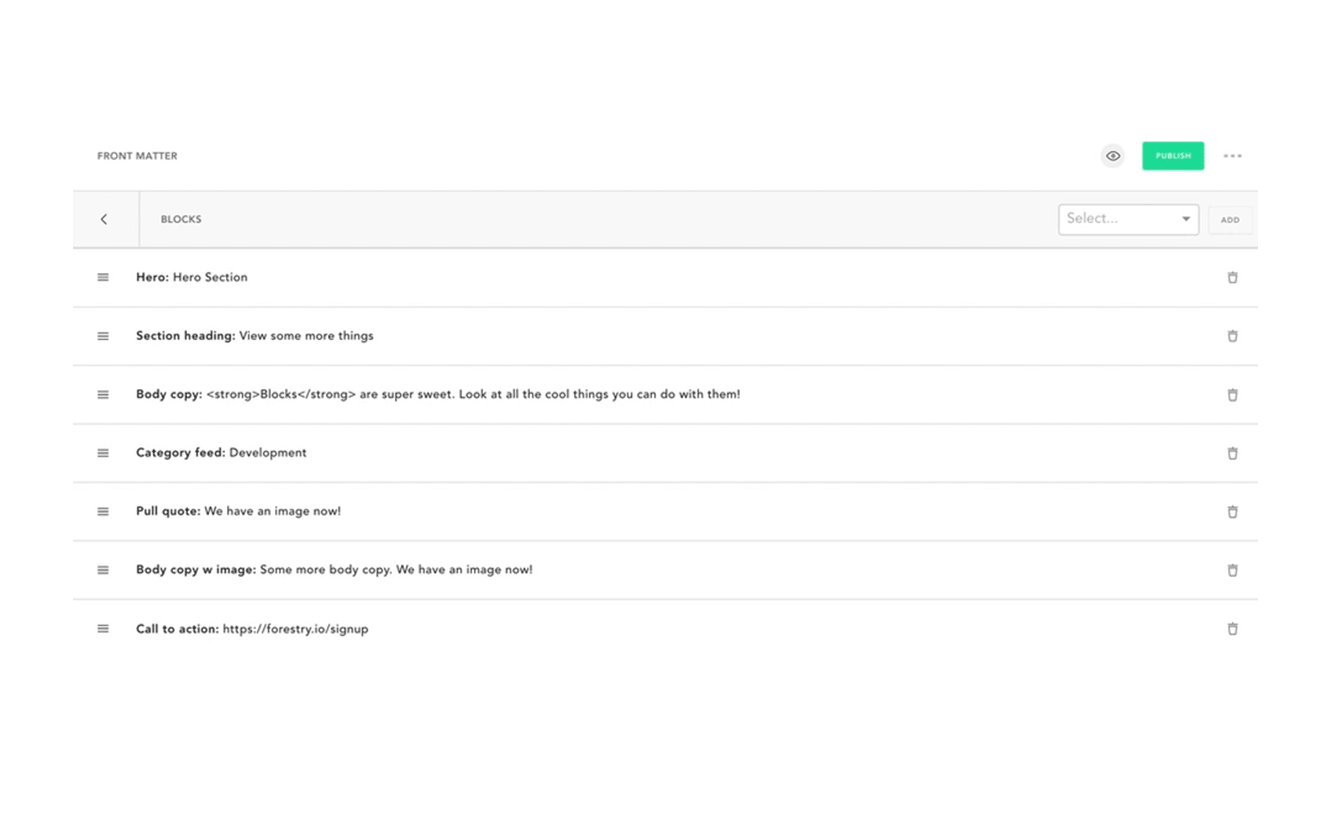 FRONT MATTER
PUBLISH
BLOCKS
Select...
ADD
Hero: Hero Section
Section heading: View some more things
Body copy: <strong>Blocks</strong> are super sweet. Look at all the cool things you can do with them!
Category feed: Development
Pull quote: We have an image now!
Body copy w image: Some more body copy. We have an image now!
Call to action: https://forestry.io/signup